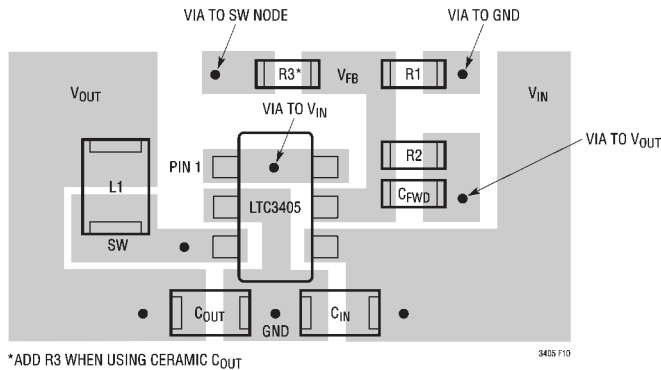 VIA TO SW NODE
VIA TO GND
R3*
VFB
R1
VOUT
VIN
VIA TO VIN
VIA TO VOUT
PIN 1
R2
L1
LTC3405
CFWD
SW
COUT
CIN
GND
3405 F10
*ADD R3 WHEN USING CERAMIC COUT